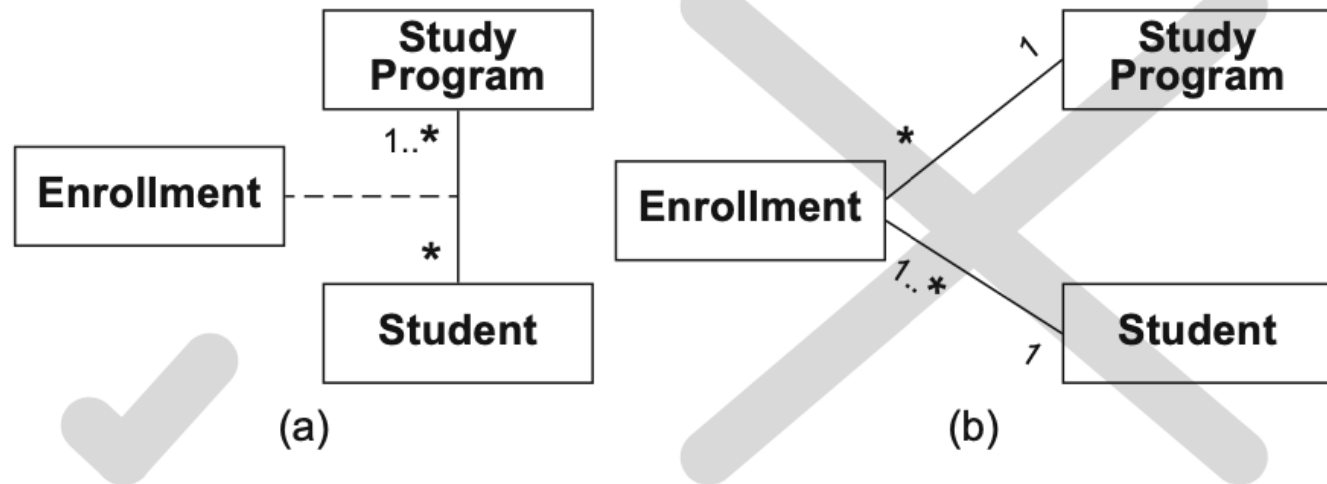 Study
Program
1..*
Enrollment
*
Student
(a)
Study
Program
1
*
Enrollment
1..*
1
Student
(b)